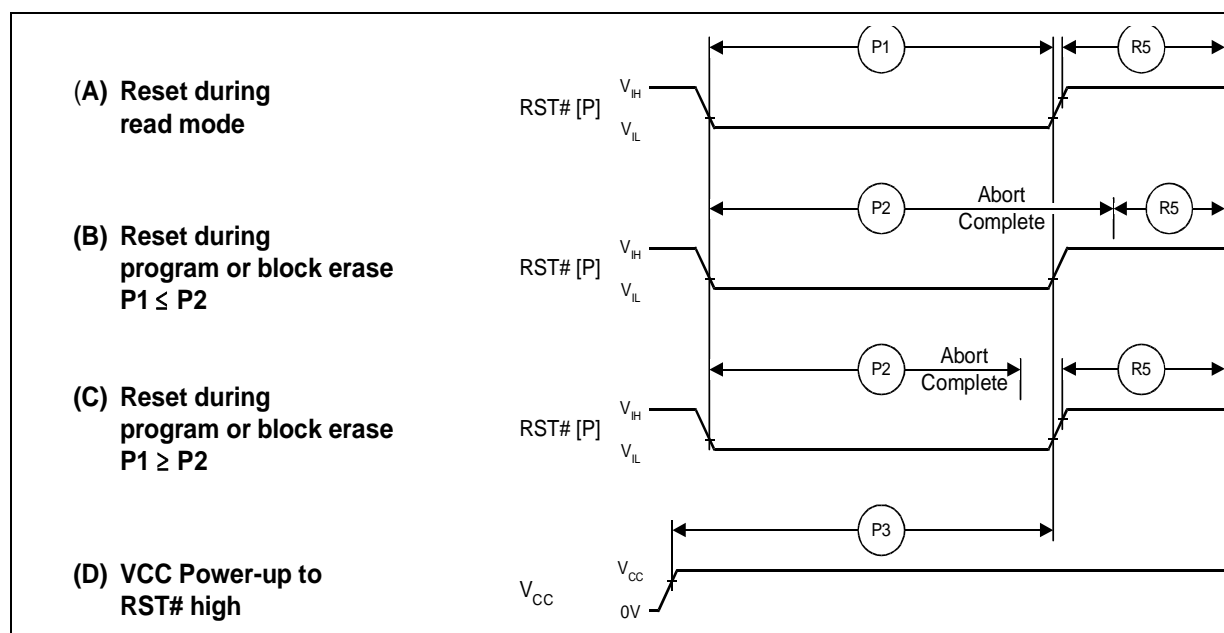 P1
R5
(A) Reset during
read mode
RST# [P]
VIH
VIL
P2
Abort
Complete
R5
(B) Reset during
program or block erase
P1 ≤ P2
RST# [P]
VIH
VIL
P2
Abort
Complete
R5
(C) Reset during
program or block erase
P1 ≥ P2
RST# [P]
VIH
VIL
P3
(D) VCC Power-up to
RST# high
VCC
VCC
0V